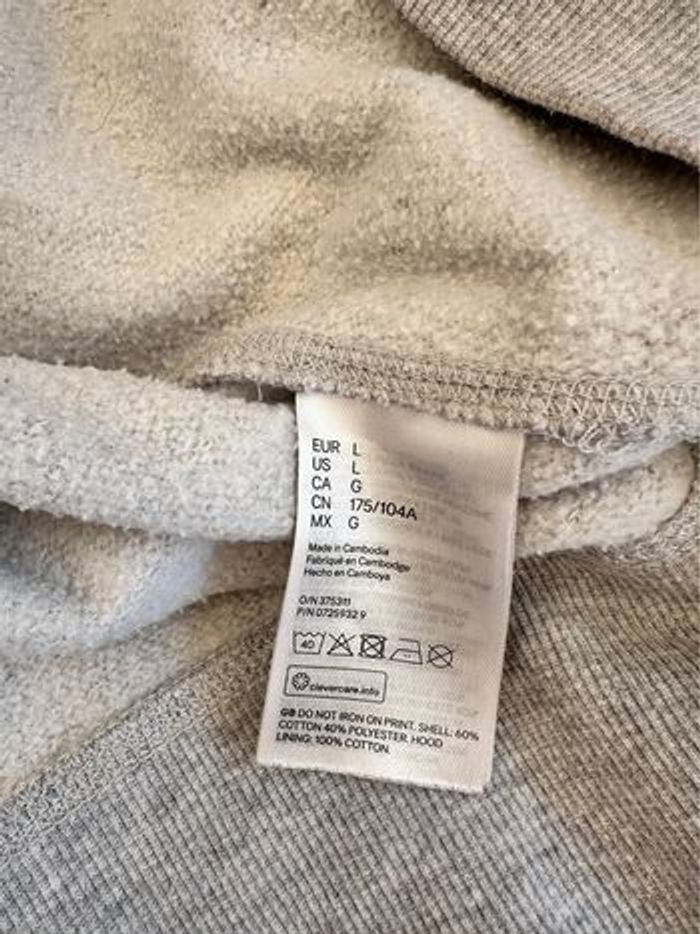 EUR L
US L
CA G
CN 175/104A
MX G
Made in Cambodia
Fabriqué en Cambodge
Hecho en Camboya
O/N 375311
P/N 0725932 9
40
clevercare.info
GB DO NOT IRON ON PRINT. SHELL: 60%
COTTON 40% POLYESTER. HOOD
LINING: 100% COTTON.